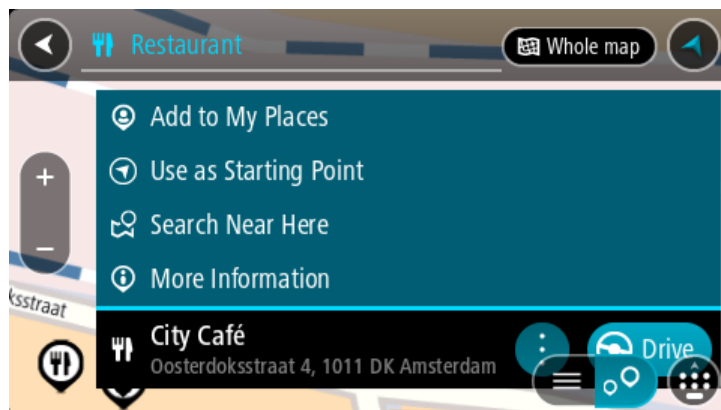 Restaurant
Whole map
Add to My Places
Use as Starting Point
Search Near Here
More Information
ksstraat
City Café
Oosterdoksstraat 4, 1011 DK Amsterdam
Drive